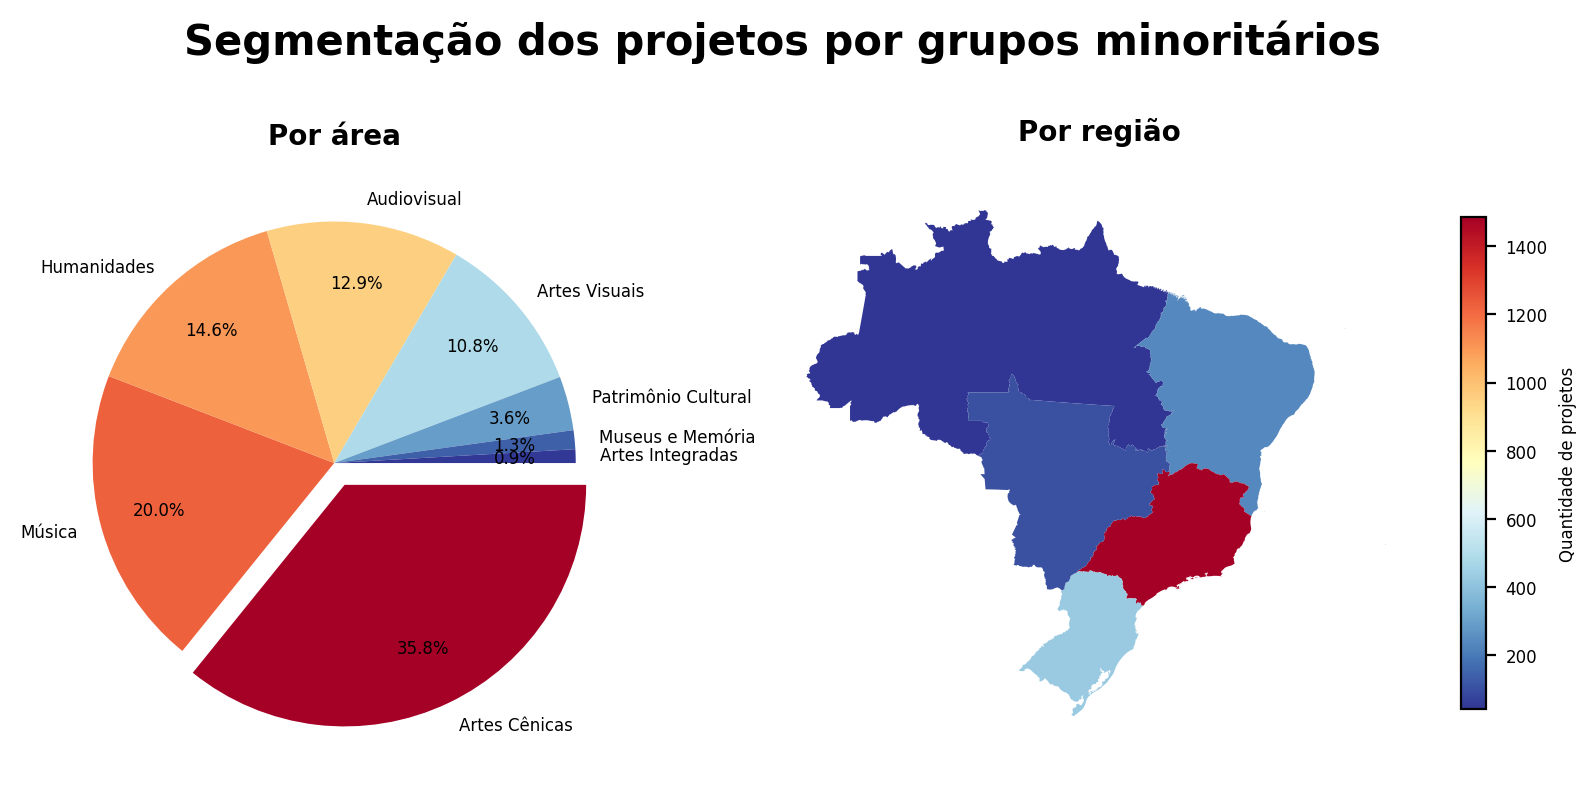 Segmentação dos projetos por grupos minoritários
Por área
Audiovisual
Humanidades
12.9%
Artes Visuais
14.6%
10.8%
Patrimônio Cultural
3.6%
Museus e Memória
1.3%
Artes Integradas
0.9%
20.0%
Música
35.8%
Artes Cênicas
Por região
1400
1200
1000
800
600
400
200
Quantidade de projetos